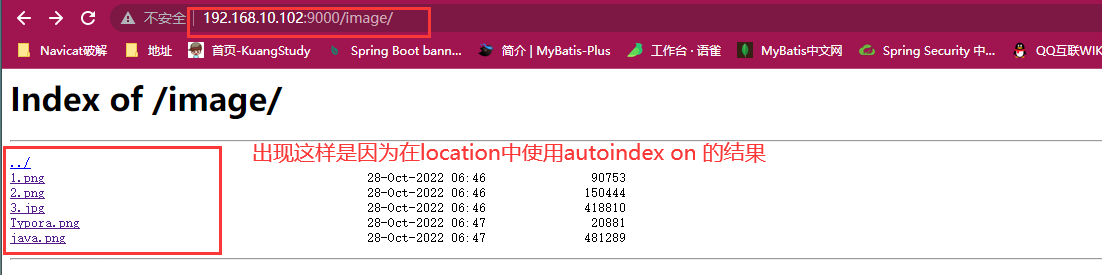 不安全 192.168.10.102:9000/image/
Navicat破解 地址 首页-KuangStudy Spring Boot bann... 简介 | MyBatis-Plus 工作台 · 语雀 MyBatis中文网 Spring Security 中... QQ互联WIK
Index of /image/
出现这样是因为在location中使用autoindex on 的结果
../
1.png 28-Oct-2022 06:46 90753
2.png 28-Oct-2022 06:46 150444
3.jpg 28-Oct-2022 06:46 418810
Typora.png 28-Oct-2022 06:47 20881
java.png 28-Oct-2022 06:47 481289